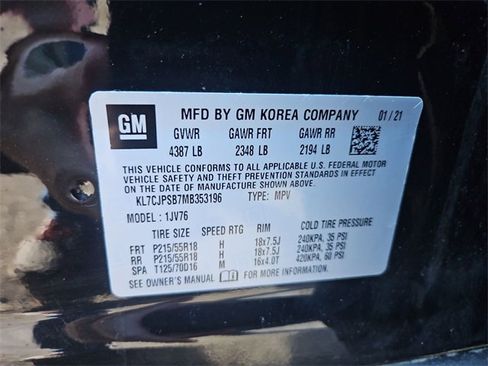 GM MFD BY GM KOREA COMPANY 01/21
GVWR GAWR FRT GAWR RR
4387 LB 2348 LB 2194 LB
THIS VEHICLE CONFORMS TO ALL APPLICABLE U.S. FEDERAL MOTOR
VEHICLE SAFETY AND THEFT PREVENTION STANDARDS IN EFFECT ON
THE DATE OF MANUFACTURE SHOWN ABOVE.
KL7CJPSB7MB353196 TYPE: MPV
MODEL: 1JV76
TIRE SIZE SPEED RTG RIM COLD TIRE PRESSURE
FRT P215/55R18 H 18x7.5J 240KPA, 35 PSI
RR P215/55R18 H 18x7.5J 240KPA, 35 PSI
SPA T125/70D16 M 16x4.0T 420KPA, 60 PSI
SEE OWNER'S MANUAL FOR MORE INFORMATION.